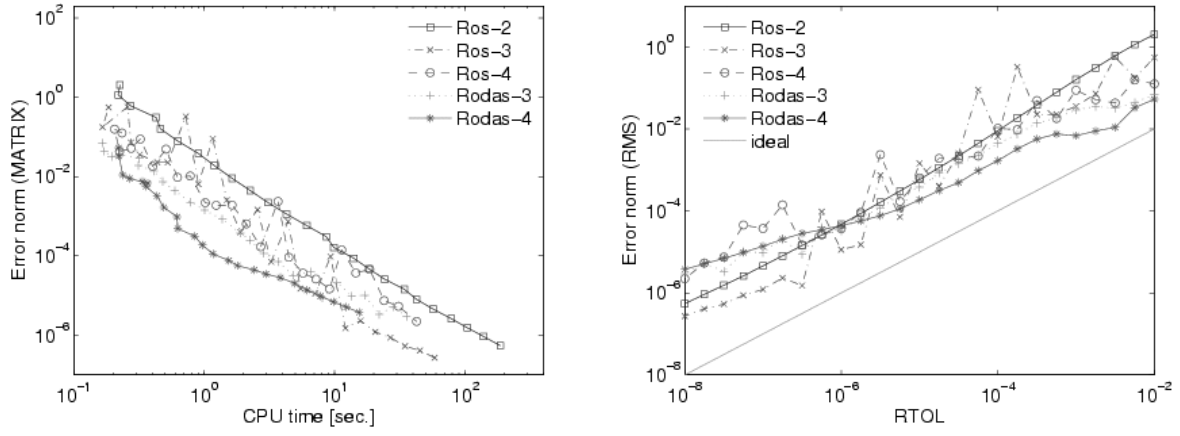 10^2
10^0
10^-2
10^-4
10^-6
Error norm (MATRIX)
Ros-2
Ros-3
Ros-4
Rodas-3
Rodas-4
10^-1
10^0
10^1
10^2
CPU time [sec.]
10^0
10^-2
10^-4
10^-6
10^-8
Error norm (RMS)
Ros-2
Ros-3
Ros-4
Rodas-3
Rodas-4
ideal
10^-8
10^-6
10^-4
10^-2
RTOL